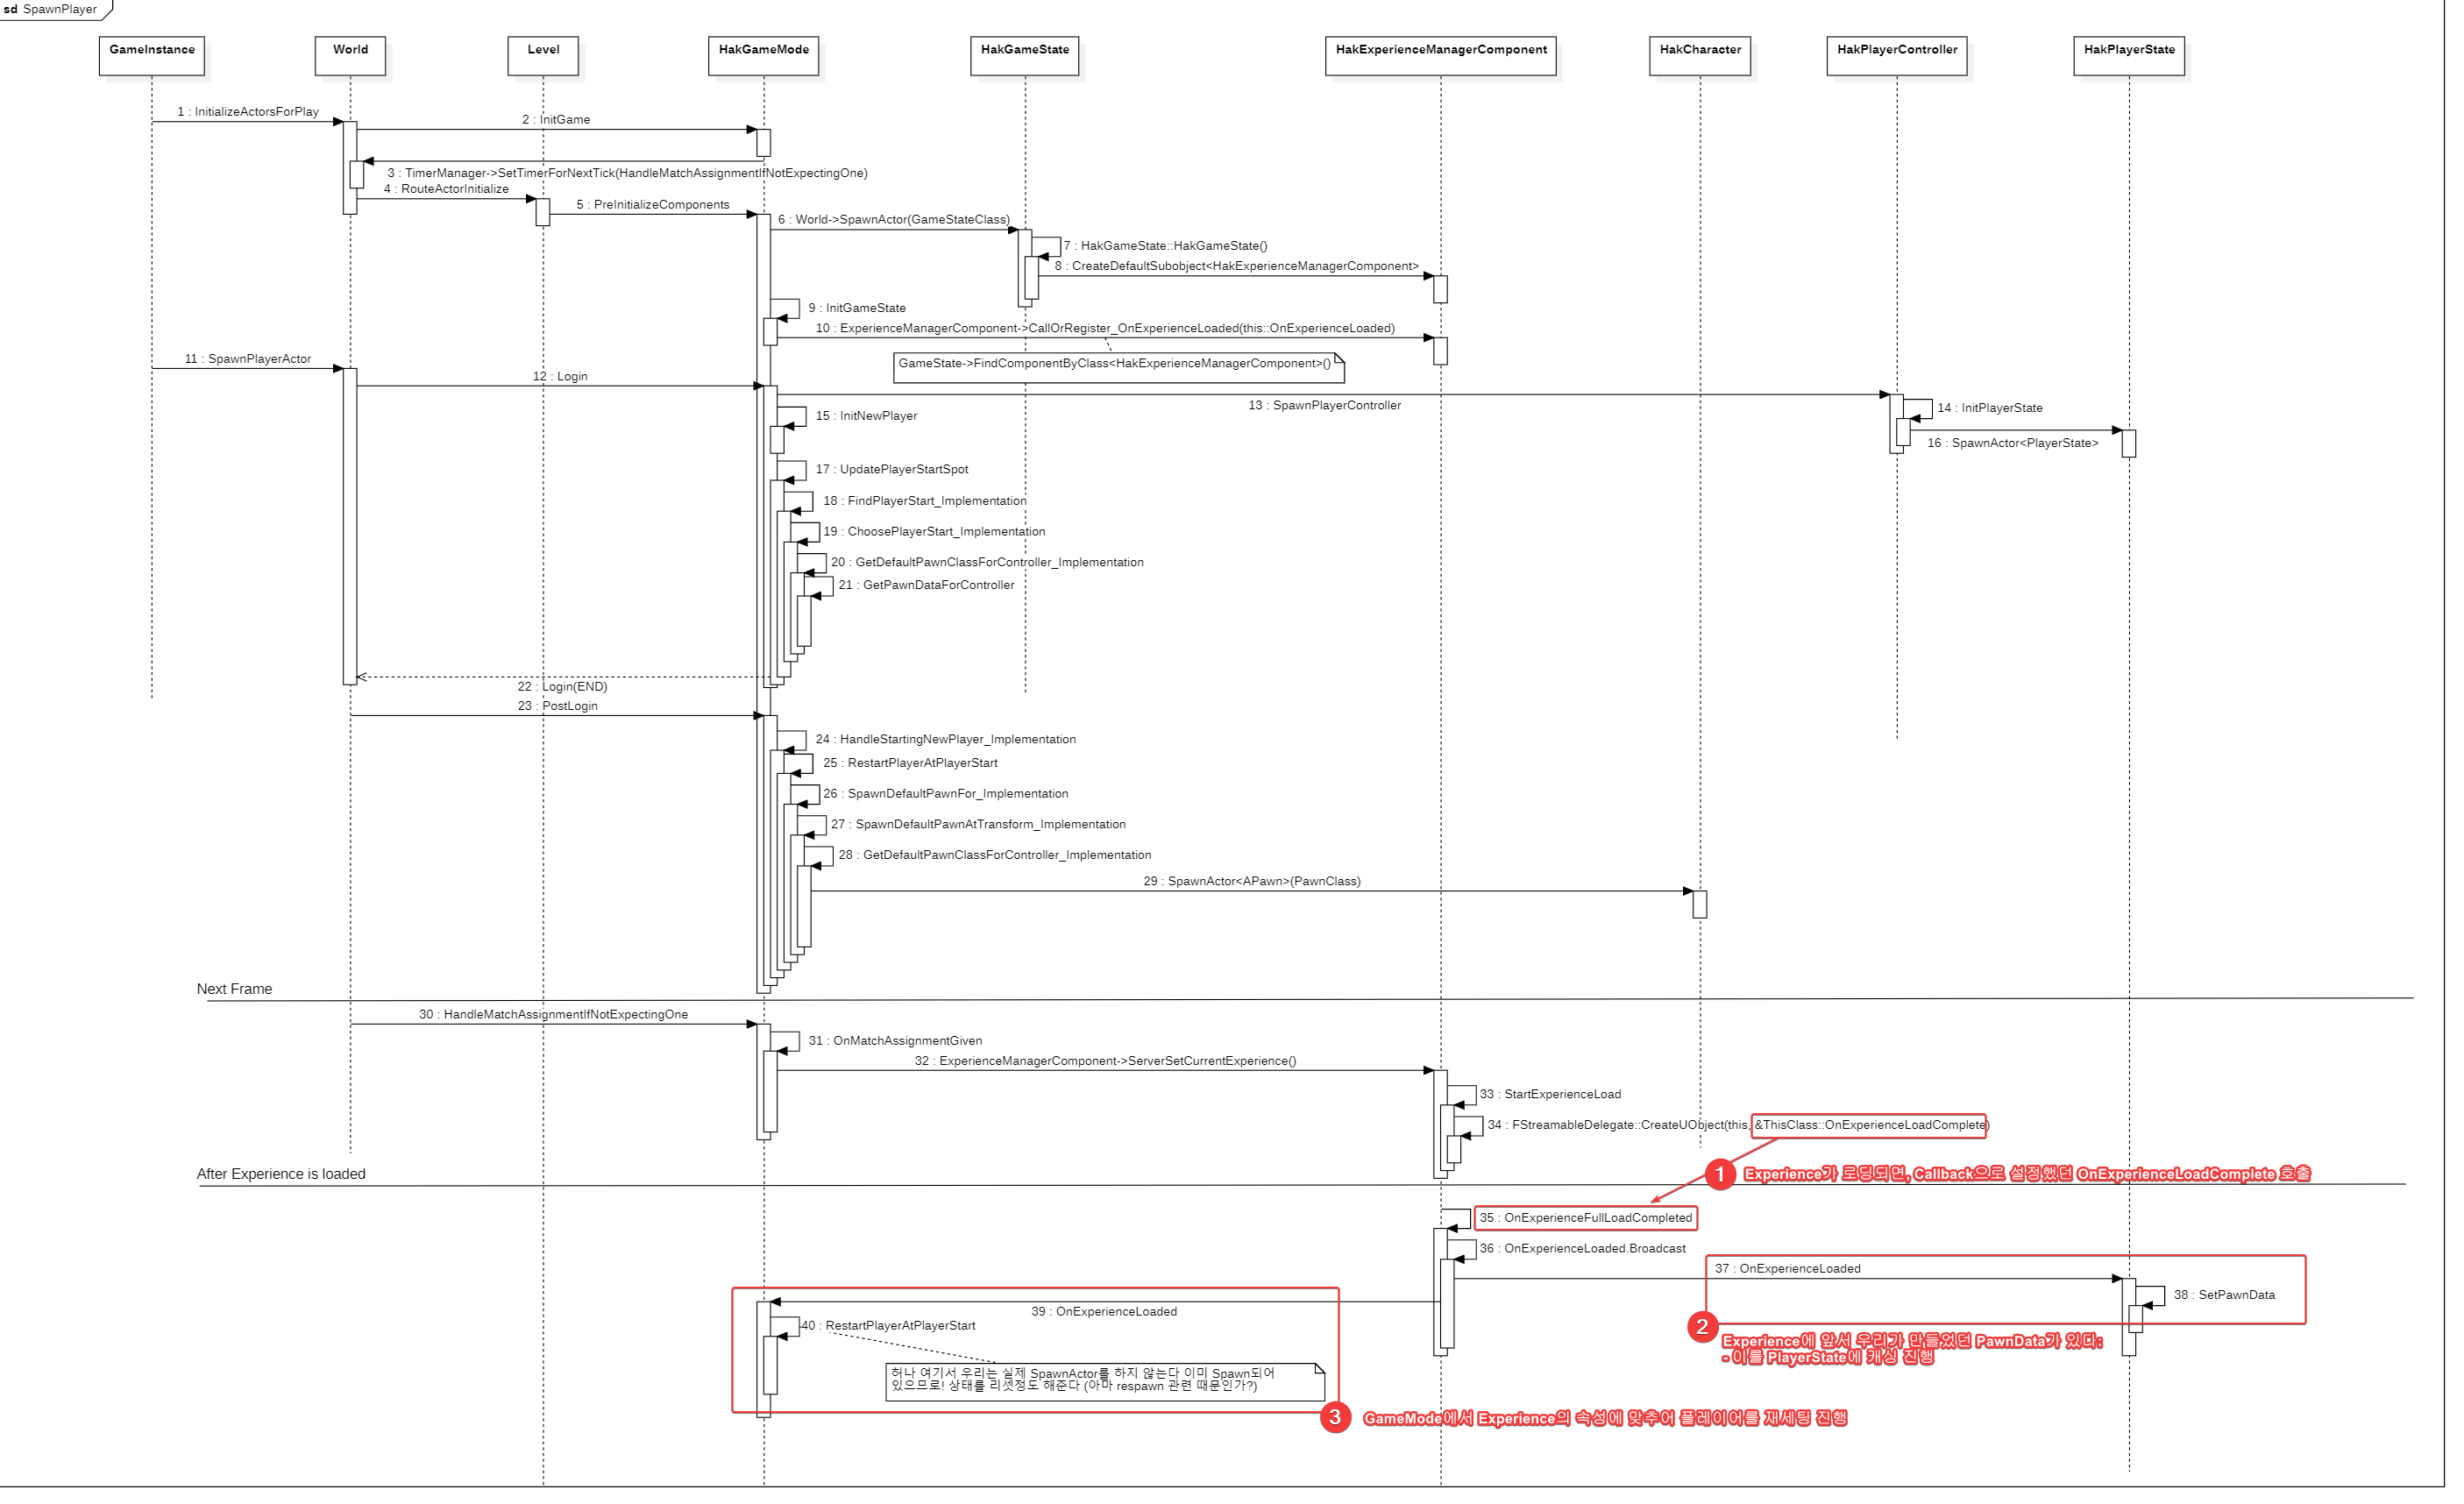 sd SpawnPlayer
GameInstance
World
Level
HakGameMode
HakGameState
HakExperienceManagerComponent
HakCharacter
HakPlayerController
HakPlayerState
1 : InitializeActorsForPlay
2 : InitGame
3 : TimerManager->SetTimerForNextTick(HandleMatchAssignmentIfNotExpectingOne)
4 : RouteActorInitialize
5 : PreInitializeComponents
6 : World->SpawnActor(GameStateClass)
7 : HakGameState::HakGameState()
8 : CreateDefaultSubobject<HakExperienceManagerComponent>
9 : InitGameState
10 : ExperienceManagerComponent->CallOrRegister_OnExperienceLoaded(this::OnExperienceLoaded)
GameState->FindComponentByClass<HakExperienceManagerComponent>()
11 : SpawnPlayerActor
12 : Login
13 : SpawnPlayerController
14 : InitPlayerState
15 : InitNewPlayer
16 : SpawnActor<PlayerState>
17 : UpdatePlayerStartSpot
18 : FindPlayerStart_Implementation
19 : ChoosePlayerStart_Implementation
20 : GetDefaultPawnClassForController_Implementation
21 : GetPawnDataForController
22 : Login(END)
23 : PostLogin
24 : HandleStartingNewPlayer_Implementation
25 : RestartPlayerAtPlayerStart
26 : SpawnDefaultPawnFor_Implementation
27 : SpawnDefaultPawnAtTransform_Implementation
28 : GetDefaultPawnClassForController_Implementation
29 : SpawnActor<APawn>(PawnClass)
Next Frame
30 : HandleMatchAssignmentIfNotExpectingOne
31 : OnMatchAssignmentGiven
32 : ExperienceManagerComponent->ServerSetCurrentExperience()
33 : StartExperienceLoad
34 : FStreamableDelegate::CreateUObject(this, &ThisClass::OnExperienceLoadComplete)
After Experience is loaded
1 Experience가 로딩되면, Callback으로 설정했던 OnExperienceLoadComplete 호출
35 : OnExperienceFullLoadCompleted
36 : OnExperienceLoaded.Broadcast
37 : OnExperienceLoaded
38 : SetPawnData
39 : OnExperienceLoaded
40 : RestartPlayerAtPlayerStart
2 Experience에 앞서 우리가 만들었던 PawnData가 있다:
- 이를 PlayerState에 캐싱 진행
허나 여기서 우리는 실제 SpawnActor를 하지 않는다 이미 Spawn되어
있으므로! 상태를 리셋정도 해준다 (아마 respawn 관련 때문인가?)
3 GameMode에서 Experience의 속성에 맞추어 플레이어를 재세팅 진행